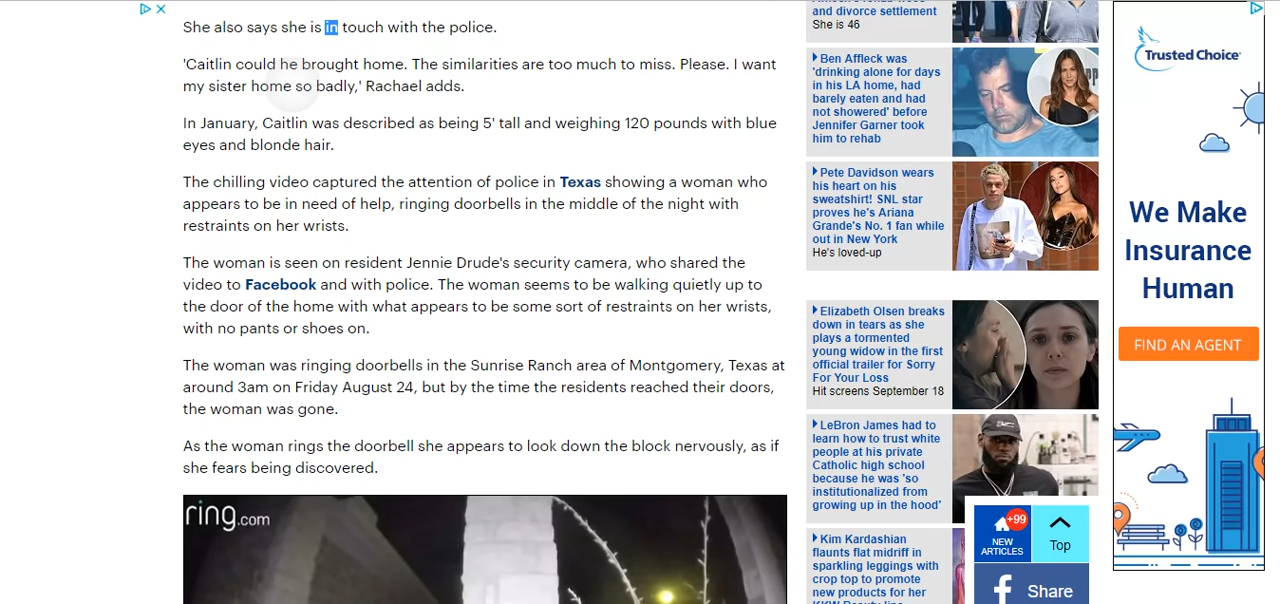 She also says she is in touch with the police.
'Caitlin could he brought home. The similarities are too much to miss. Please. I want
my sister home so badly,' Rachael adds.
In January, Caitlin was described as being 5' tall and weighing 120 pounds with blue
eyes and blonde hair.
The chilling video captured the attention of police in Texas showing a woman who
appears to be in need of help, ringing doorbells in the middle of the night with
restraints on her wrists.
The woman is seen on resident Jennie Drude's security camera, who shared the
video to Facebook and with police. The woman seems to be walking quietly up to
the door of the home with what appears to be some sort of restraints on her wrists,
with no pants or shoes on.
The woman was ringing doorbells in the Sunrise Ranch area of Montgomery, Texas at
around 3am on Friday August 24, but by the time the residents reached their doors,
the woman was gone.
As the woman rings the doorbell she appears to look down the block nervously, as if
she fears being discovered.
ring.com
and divorce settlement
She is 46
Ben Affleck was
'drinking alone for days
in his LA home, had
barely eaten and had
not showered' before
Jennifer Garner took
him to rehab
Pete Davidson wears
his heart on his
sweatshirt! SNL star
proves he's Ariana
Grande's No. 1 fan while
out in New York
He's loved-up
Elizabeth Olsen breaks
down in tears as she
plays a tormented
young widow in the first
official trailer for Sorry
For Your Loss
Hit screens September 18
LeBron James had to
learn how to trust white
people at his private
Catholic high school
because he was 'so
institutionalized from
growing up in the hood'
Kim Kardashian
flaunts flat midriff in
sparkling leggings with
crop top to promote
new products for her
+99
NEW
ARTICLES
Top
Share
Trusted Choice
We Make
Insurance
Human
FIND AN AGENT